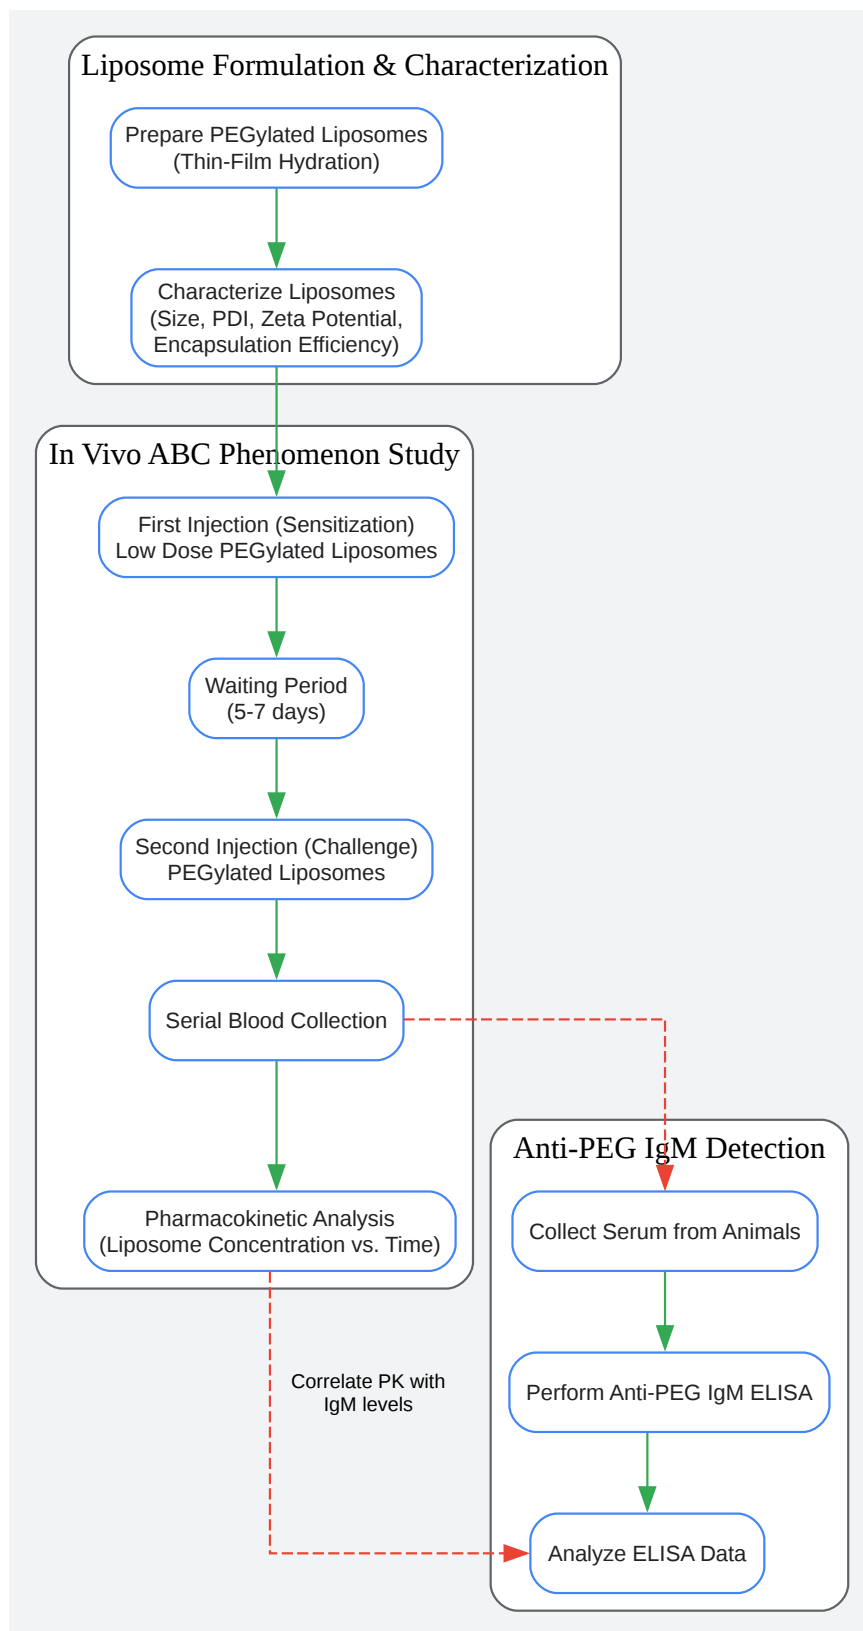 Liposome Formulation & Characterization
Prepare PEGylated Liposomes
(Thin-Film Hydration)
Characterize Liposomes
(Size, PDI, Zeta Potential,
Encapsulation Efficiency)
In Vivo ABC Phenomenon Study
First Injection (Sensitization)
Low Dose PEGylated Liposomes
Waiting Period
(5-7 days)
Second Injection (Challenge)
PEGylated Liposomes
Serial Blood Collection
Pharmacokinetic Analysis
(Liposome Concentration vs. Time)
Correlate PK with
IgM levels
Anti-PEG IgM Detection
Collect Serum from Animals
Perform Anti-PEG IgM ELISA
Analyze ELISA Data